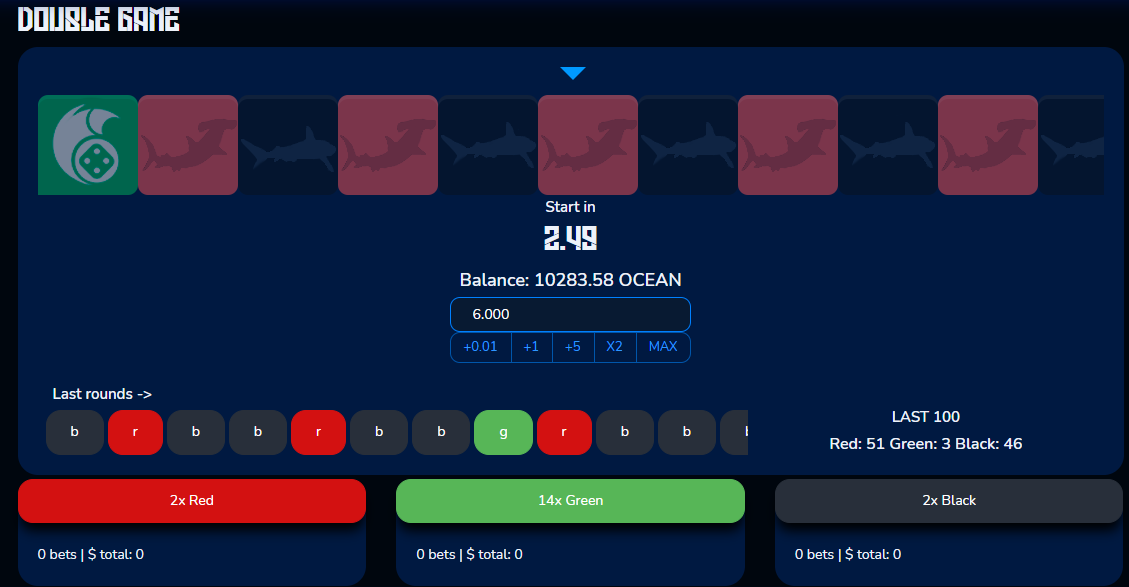 DOUBLE GAME
Start in
2.49
Balance: 10283.58 OCEAN
6.000
+0.01 +1 +5 X2 MAX
Last rounds ->
b r b b r b b g r b b
LAST 100
Red: 51 Green: 3 Black: 46
2x Red 14x Green 2x Black
0 bets | $ total: 0 0 bets | $ total: 0 0 bets | $ total: 0